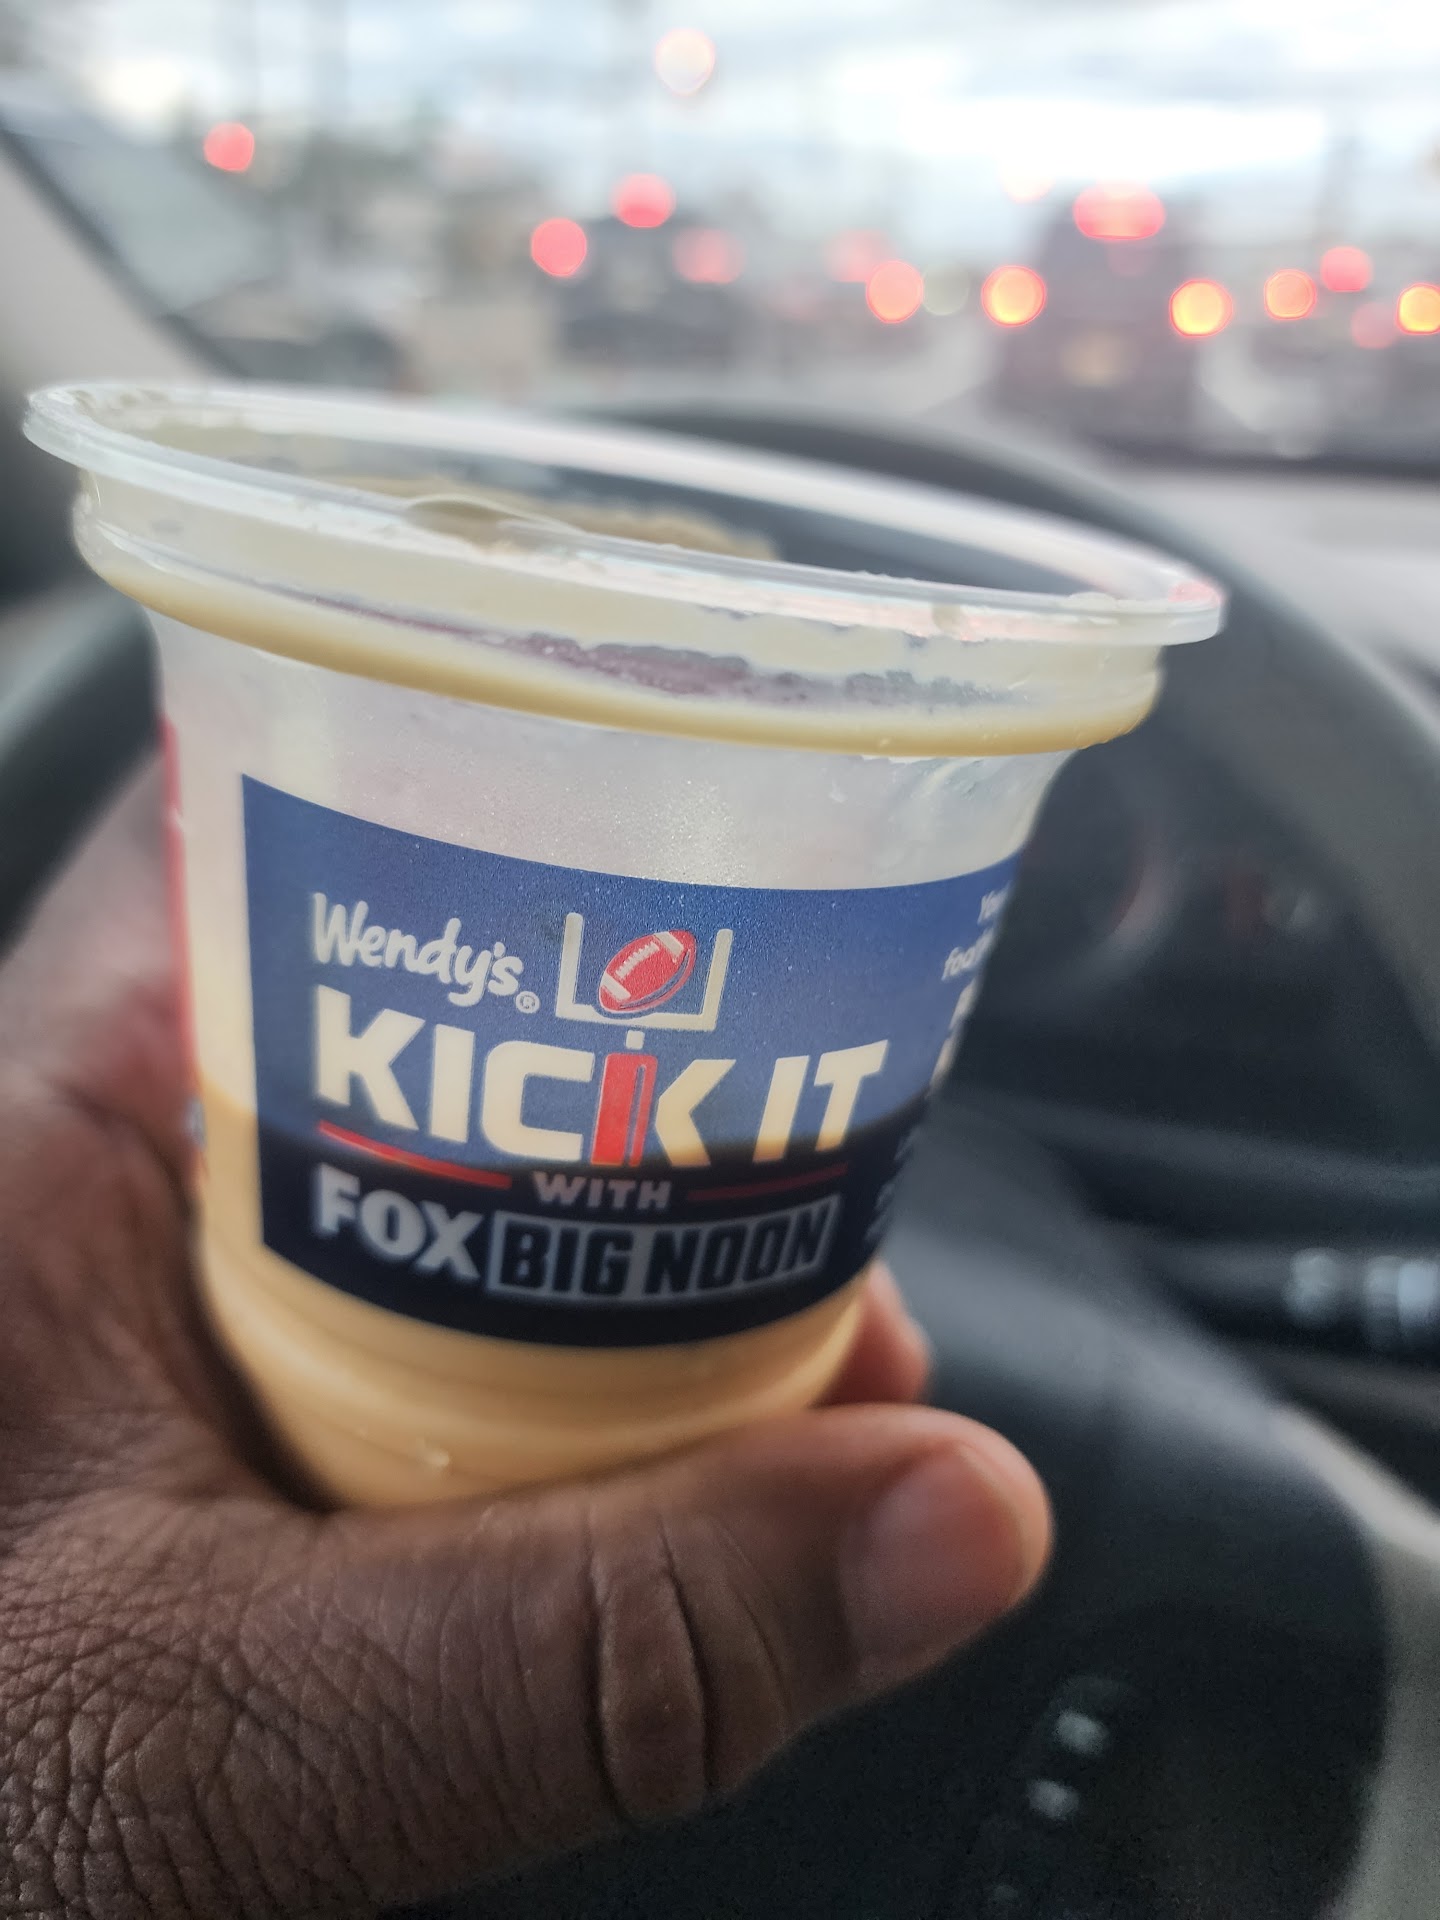 Wendy's®
KICK IT
WITH
FOX BIG NOON